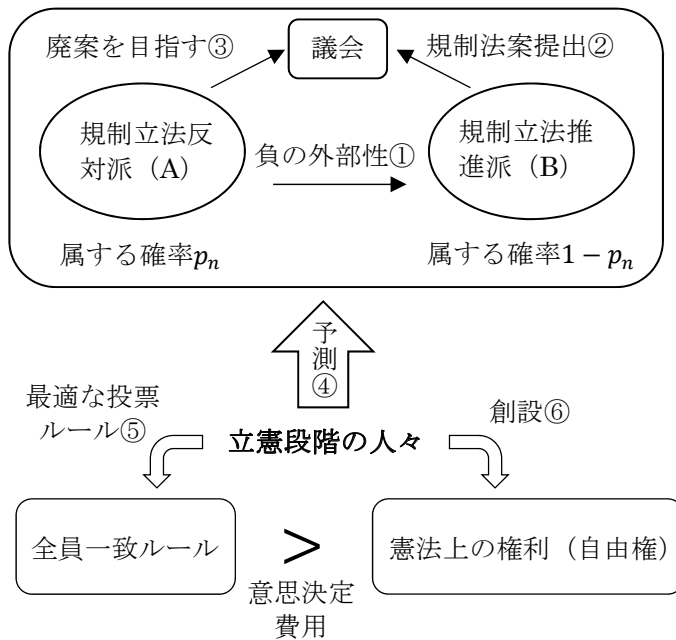 廃案を目指す③
議会
規制法案提出②
規制立法反
対派（A）
負の外部性①
規制立法推
進派（B）
属する確率pₙ
属する確率1 − pₙ
予
測
④
最適な投票
ルール⑤
立憲段階の人々
創設⑥
全員一致ルール
>
憲法上の権利（自由権）
意思決定
費用